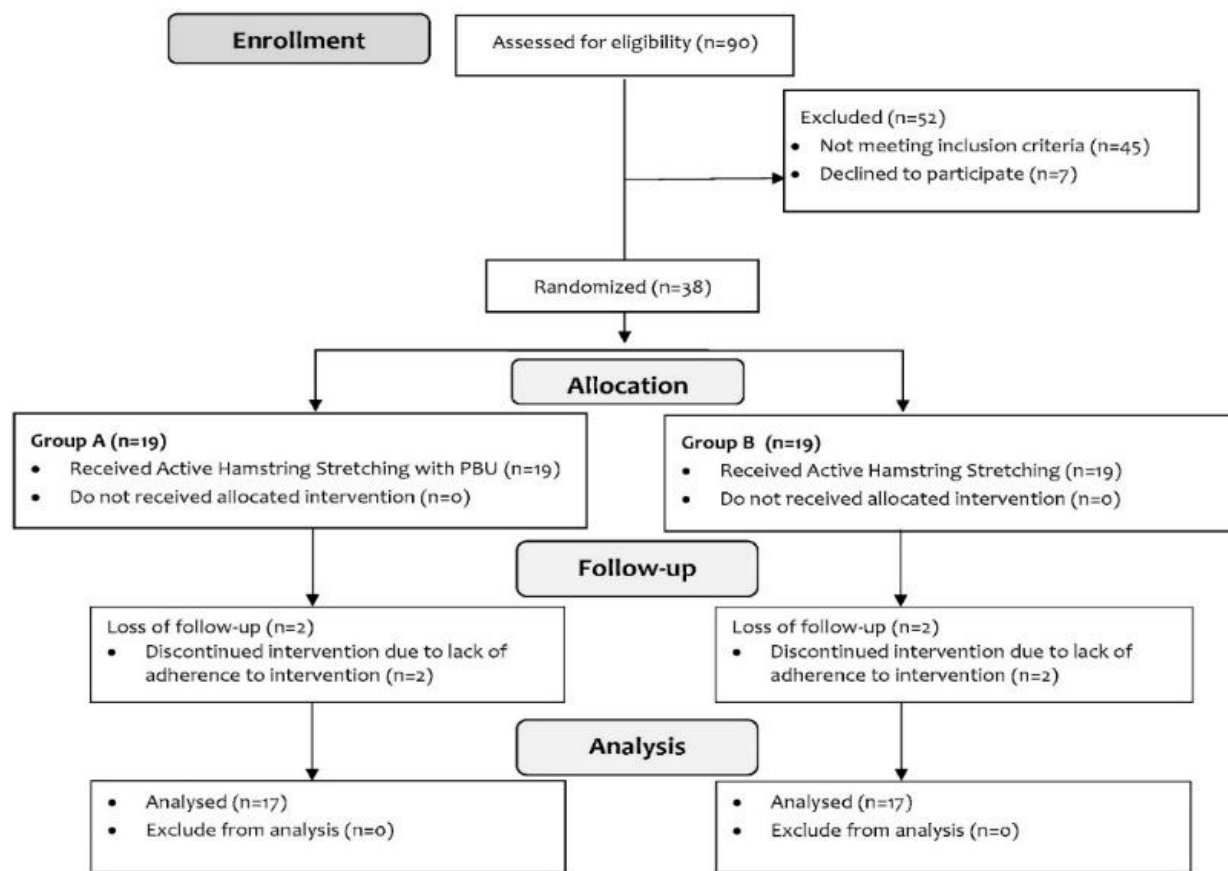 Enrollment
Assessed for eligibility (n=90)
Excluded (n=52)
• Not meeting inclusion criteria (n=45)
• Declined to participate (n=7)
Randomized (n=38)
Allocation
Group A (n=19)
• Received Active Hamstring Stretching with PBU (n=19)
• Do not received allocated intervention (n=0)
Group B (n=19)
• Received Active Hamstring Stretching (n=19)
• Do not received allocated intervention (n=0)
Follow-up
Loss of follow-up (n=2)
• Discontinued intervention due to lack of
adherence to intervention (n=2)
Loss of follow-up (n=2)
• Discontinued intervention due to lack of
adherence to intervention (n=2)
Analysis
• Analysed (n=17)
• Exclude from analysis (n=0)
• Analysed (n=17)
• Exclude from analysis (n=0)